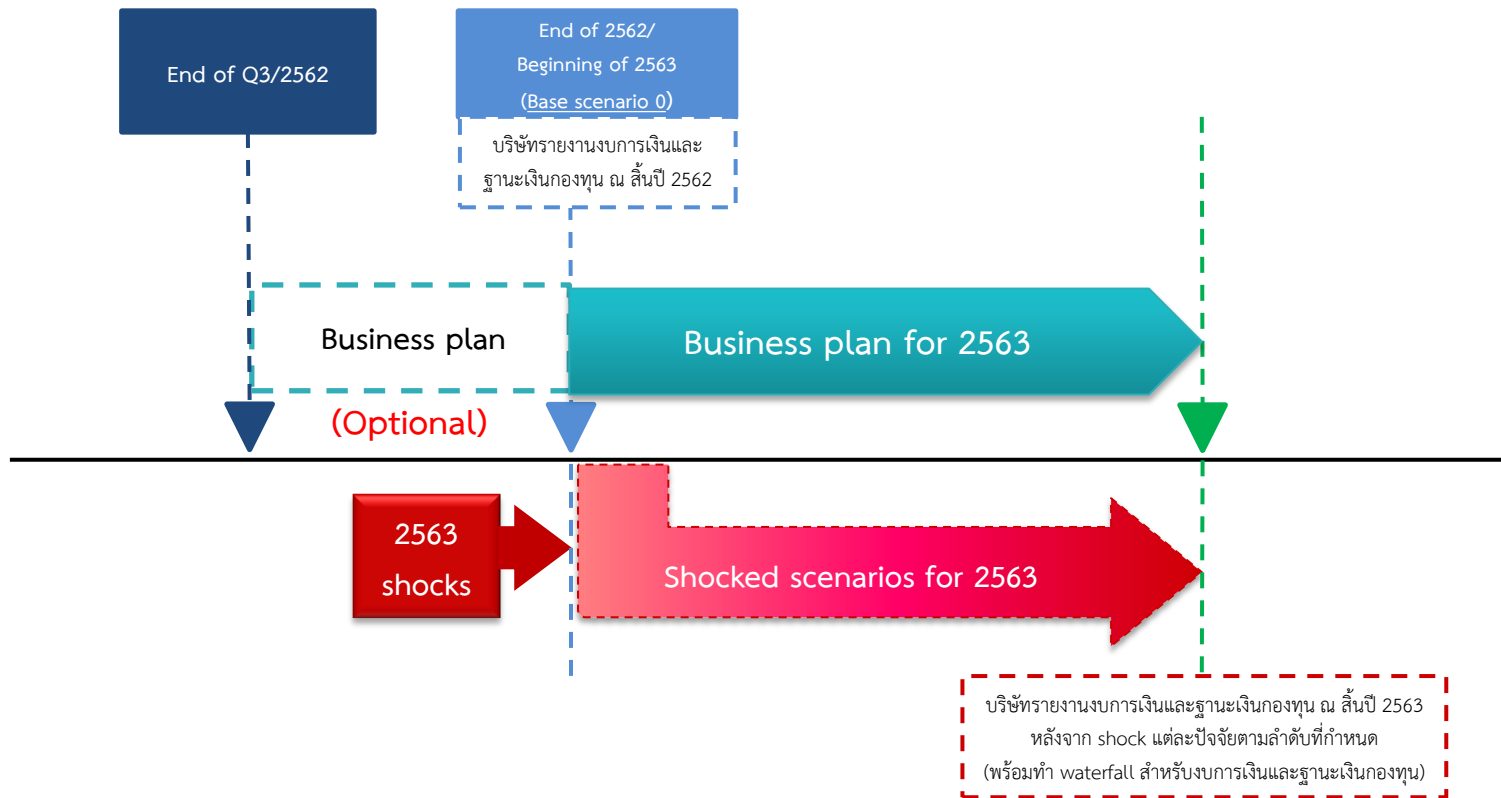 End of Q3/2562
End of 2562/
Beginning of 2563
(Base scenario 0)
บริษัทรายงานงบการเงินและ
ฐานะเงินกองทุน ณ สิ้นปี 2562
Business plan
Business plan for 2563
(Optional)
2563
shocks
Shocked scenarios for 2563
บริษัทรายงานงบการเงินและฐานะเงินกองทุน ณ สิ้นปี 2563
หลังจาก shock แต่ละปัจจัยตามลำดับที่กำหนด
(พร้อมทำ waterfall สำหรับงบการเงินและฐานะเงินกองทุน)